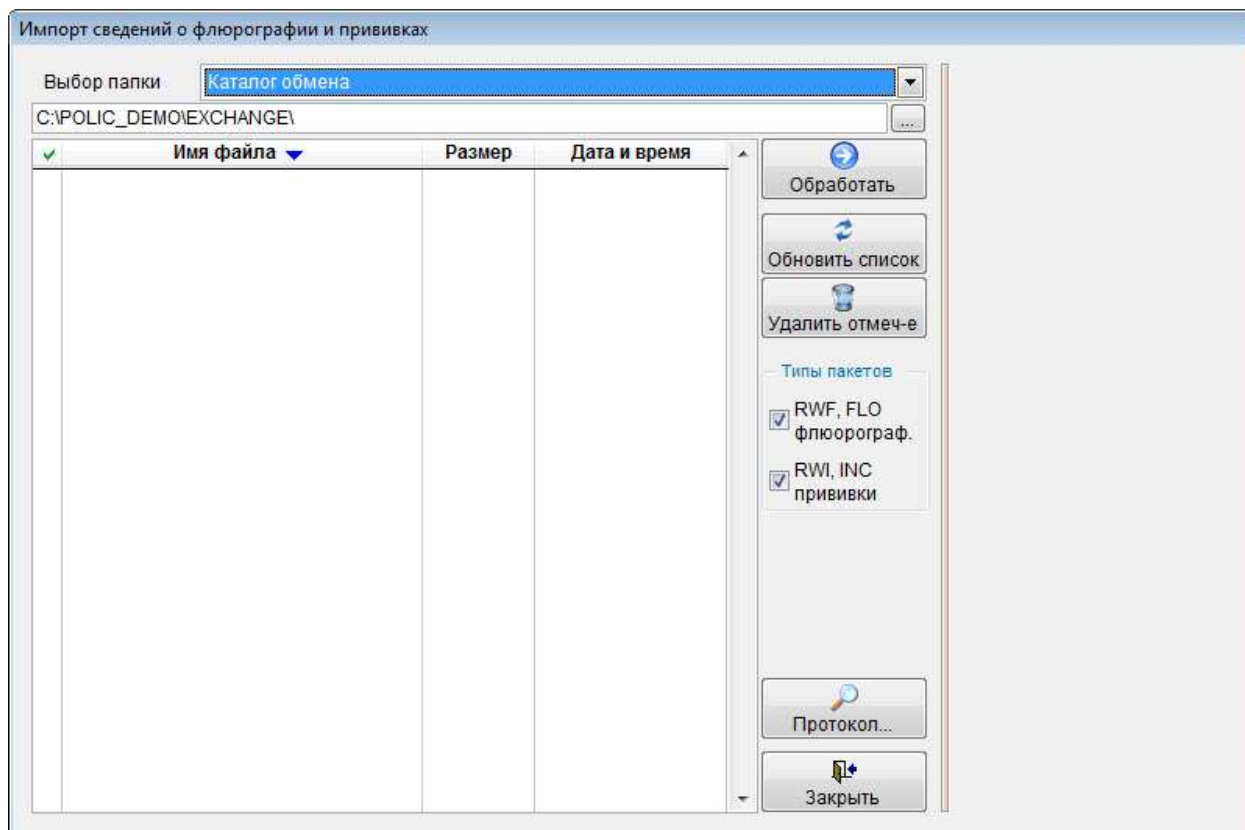 Импорт сведений о флюрографии и прививках
Выбор папки Каталог обмена
C:\POLIC_DEMO\EXCHANGE\ ...
Имя файла Размер Дата и время
Обработать
Обновить список
Удалить отмеч-е
Типы пакетов
RWF, FLO
флюорограф.
RWI, INC
прививки
Протокол...
Закрыть